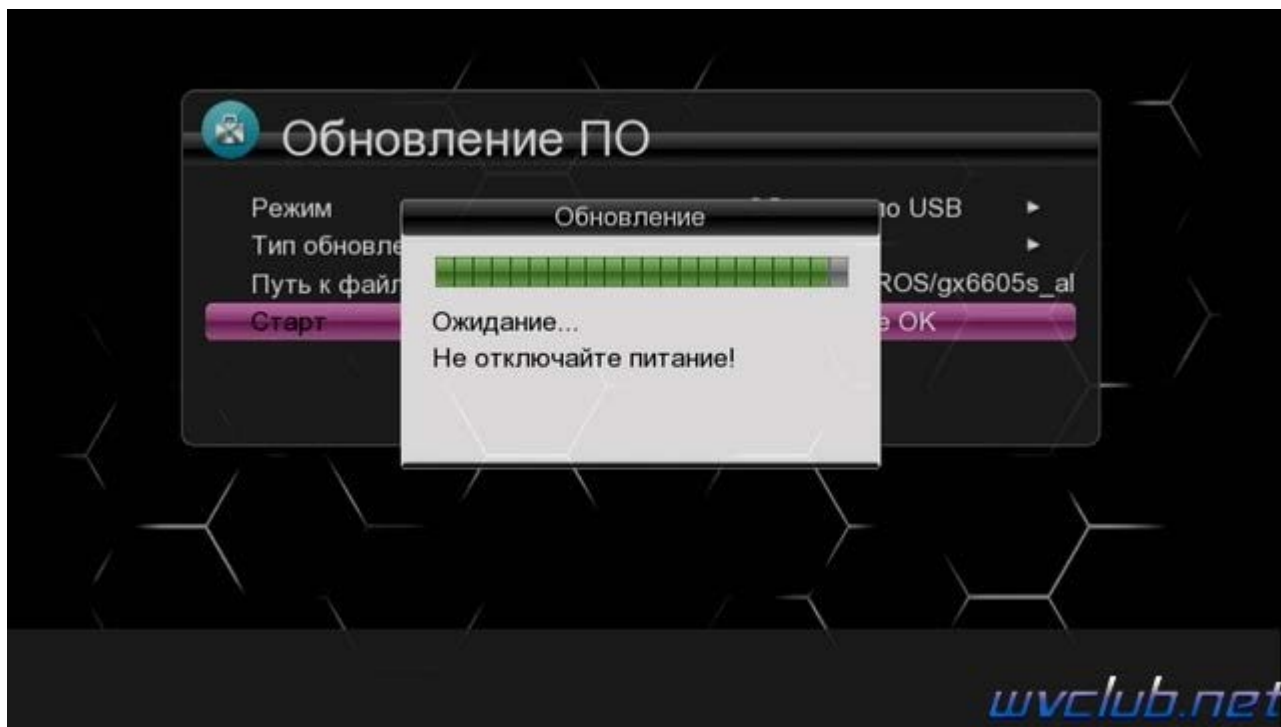 Обновление ПО
Режим по USB
Обновление
Тип обновле
Путь к файл ROS/gx6605s_al
Старт е OK
Ожидание...
Не отключайте питание!
wvclub.net